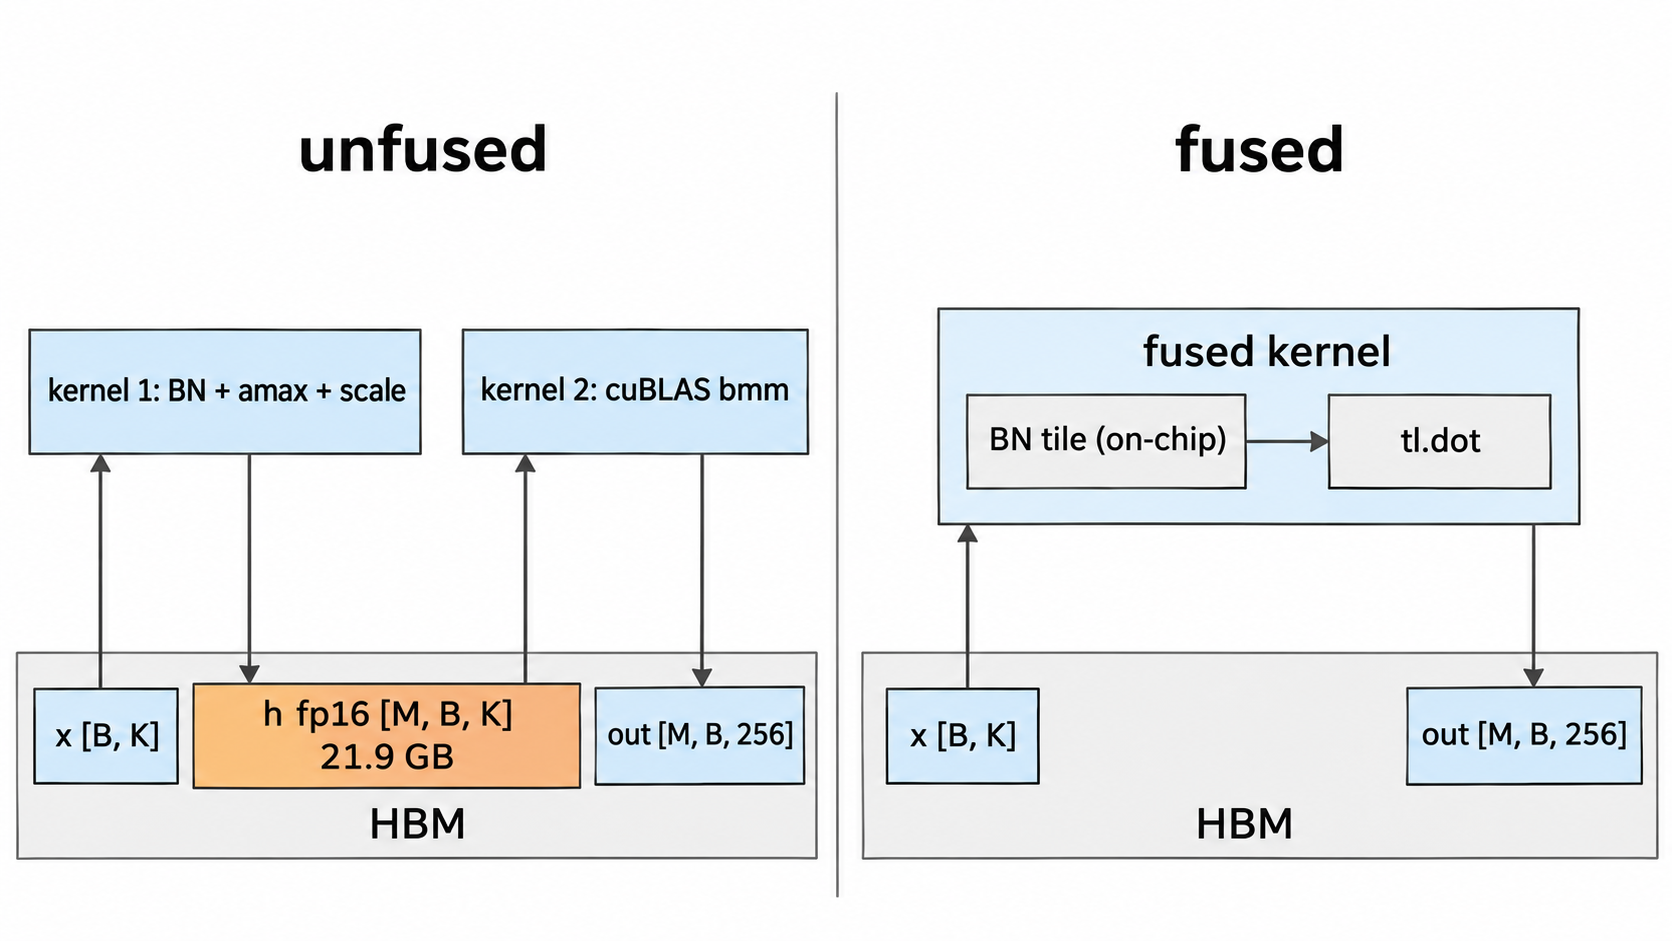 unfused
kernel 1: BN + amax + scale
kernel 2: cuBLAS bmm
x [B, K]
h fp16 [M, B, K]
21.9 GB
out [M, B, 256]
HBM
fused
fused kernel
BN tile (on-chip)
tl.dot
x [B, K]
out [M, B, 256]
HBM